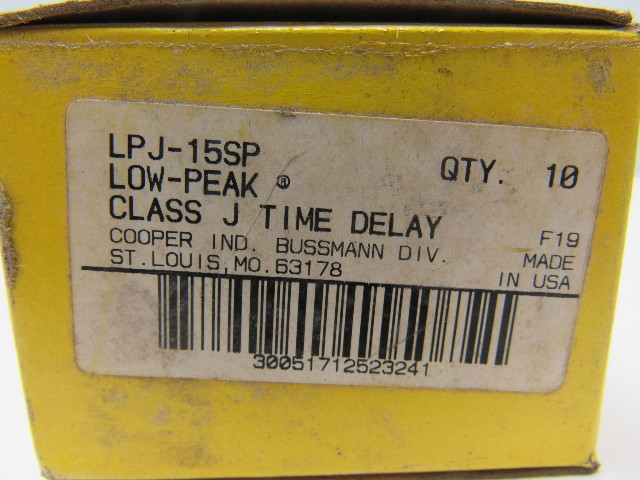 LPJ-15SP QTY. 10
LOW-PEAK ®
CLASS J TIME DELAY
COOPER IND. BUSSMANN DIV. F19
ST. LOUIS, MO. 63178 MADE
IN USA
30051712523241